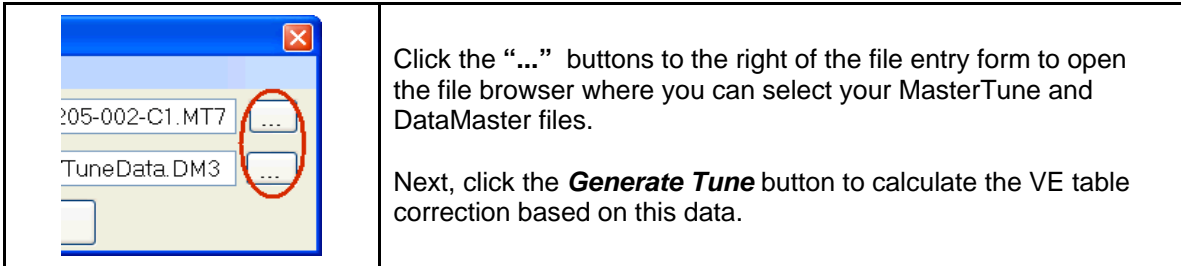 205-002-C1.MT7
...
TuneData.DM3
...
Click the “...” buttons to the right of the file entry form to open
the file browser where you can select your MasterTune and
DataMaster files.
Next, click the Generate Tune button to calculate the VE table
correction based on this data.